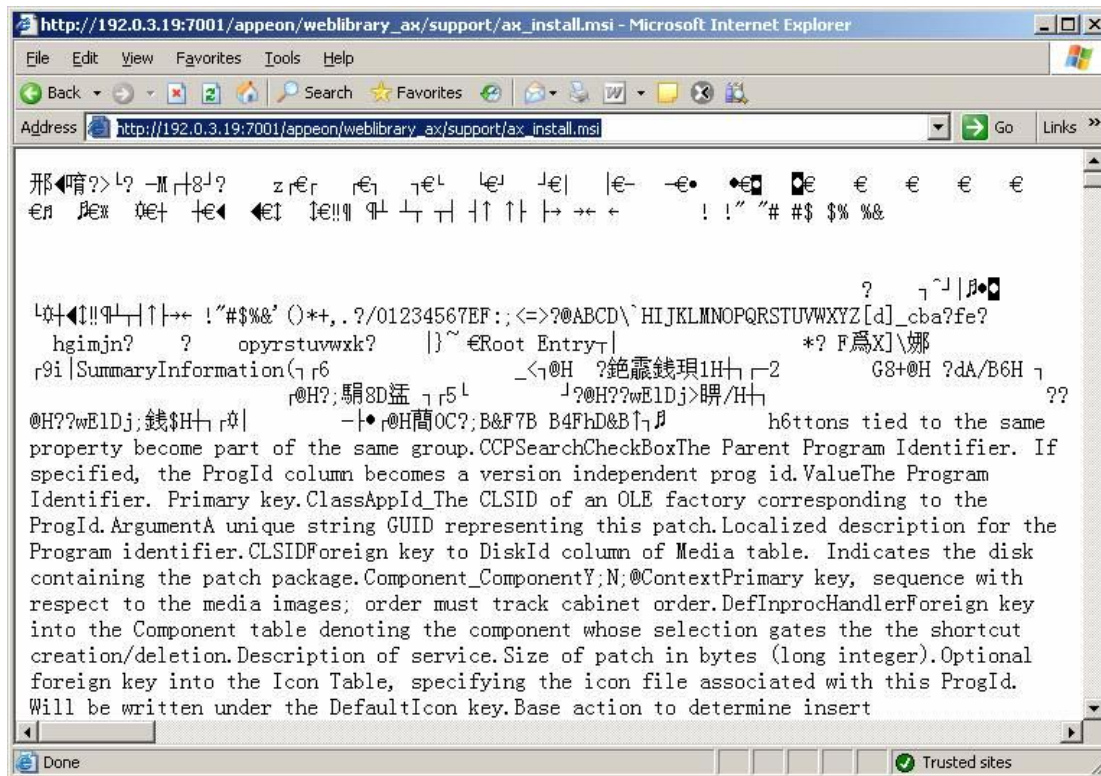 http://192.0.3.19:7001/appeon/weblibrary_ax/support/ax_install.msi - Microsoft Internet Explorer
File Edit View Favorites Tools Help
Back Search Favorites
Address http://192.0.3.19:7001/appeon/weblibrary_ax/support/ax_install.msi Go Links »
! !" "# #$ $% %&
!"#$%&'()*+,.?/01234567EF:;<=>?@ABCD\`HIJKLMNOPQRSTUVWXYZ[d]_cba?fe?
hgimjn? ? opyrstuvwxk? |}~ €Root Entry
SummaryInformation(
h6ttons tied to the same
property become part of the same group.CCPSearchCheckBoxThe Parent Program Identifier. If
specified, the ProgId column becomes a version independent prog id.ValueThe Program
Identifier. Primary key.ClassAppId_The CLSID of an OLE factory corresponding to the
ProgId.ArgumentA unique string GUID representing this patch.Localized description for the
Program identifier.CLSIDForeign key to DiskId column of Media table. Indicates the disk
containing the patch package.Component_ComponentY;N;@ContextPrimary key, sequence with
respect to the media images; order must track cabinet order.DefInprocHandlerForeign key
into the Component table denoting the component whose selection gates the the shortcut
creation/deletion.Description of service.Size of patch in bytes (long integer).Optional
foreign key into the Icon Table, specifying the icon file associated with this ProgId.
Will be written under the DefaultIcon key.Base action to determine insert
Done Trusted sites